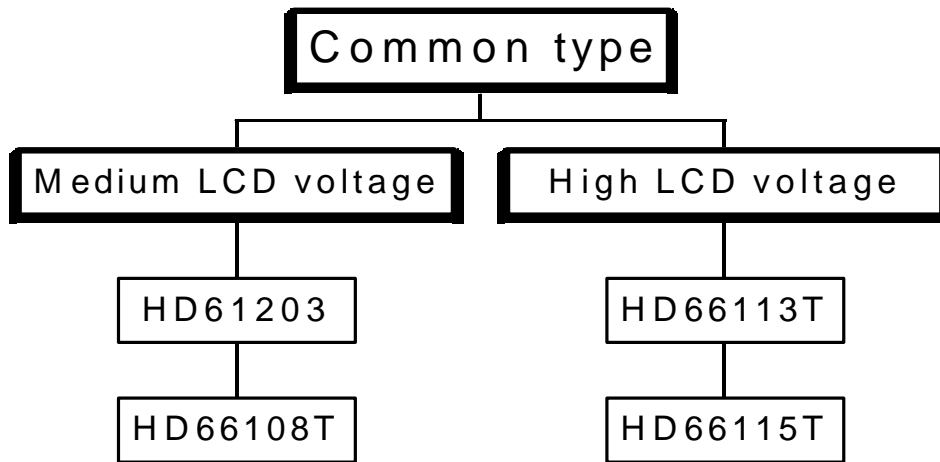 Common type
Medium LCD voltage
High LCD voltage
HD61203
HD66113T
HD66108T
HD66115T